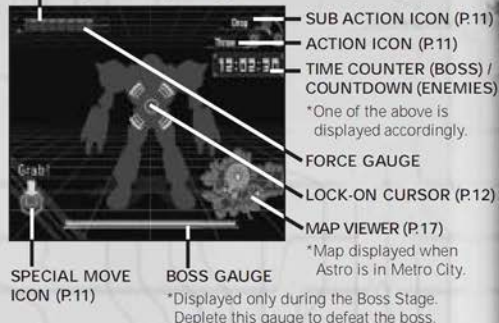 Drop
SUB ACTION ICON (P.11)
Throw
ACTION ICON (P.11)
TIME COUNTER (BOSS) /
COUNTDOWN (ENEMIES)
*One of the above is
displayed accordingly.
FORCE GAUGE
LOCK-ON CURSOR (P.12)
Grab!
MAP VIEWER (P.17)
*Map displayed when
Astro is in Metro City.
SPECIAL MOVE
ICON (P.11)
BOSS GAUGE
*Displayed only during the Boss Stage.
Deplete this gauge to defeat the boss.